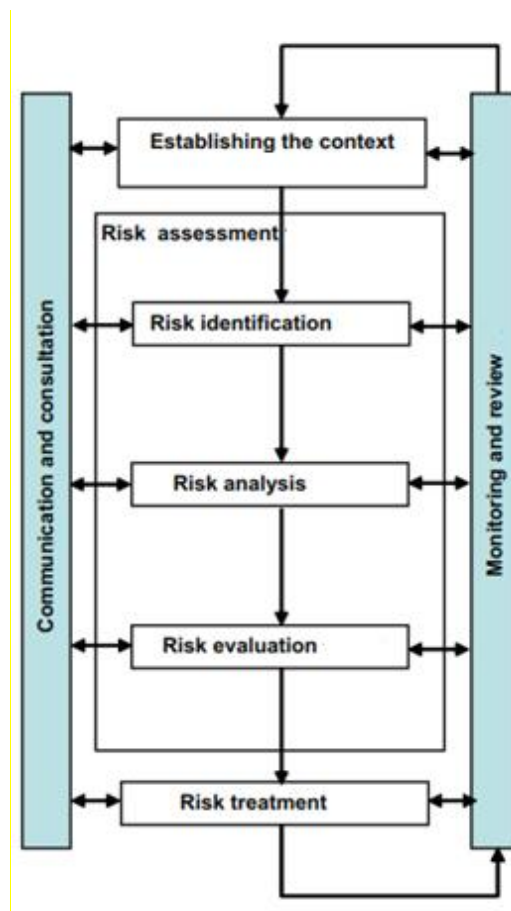 Establishing the context
Risk assessment
Risk identification
Risk analysis
Risk evaluation
Risk treatment
Communication and consultation
Monitoring and review